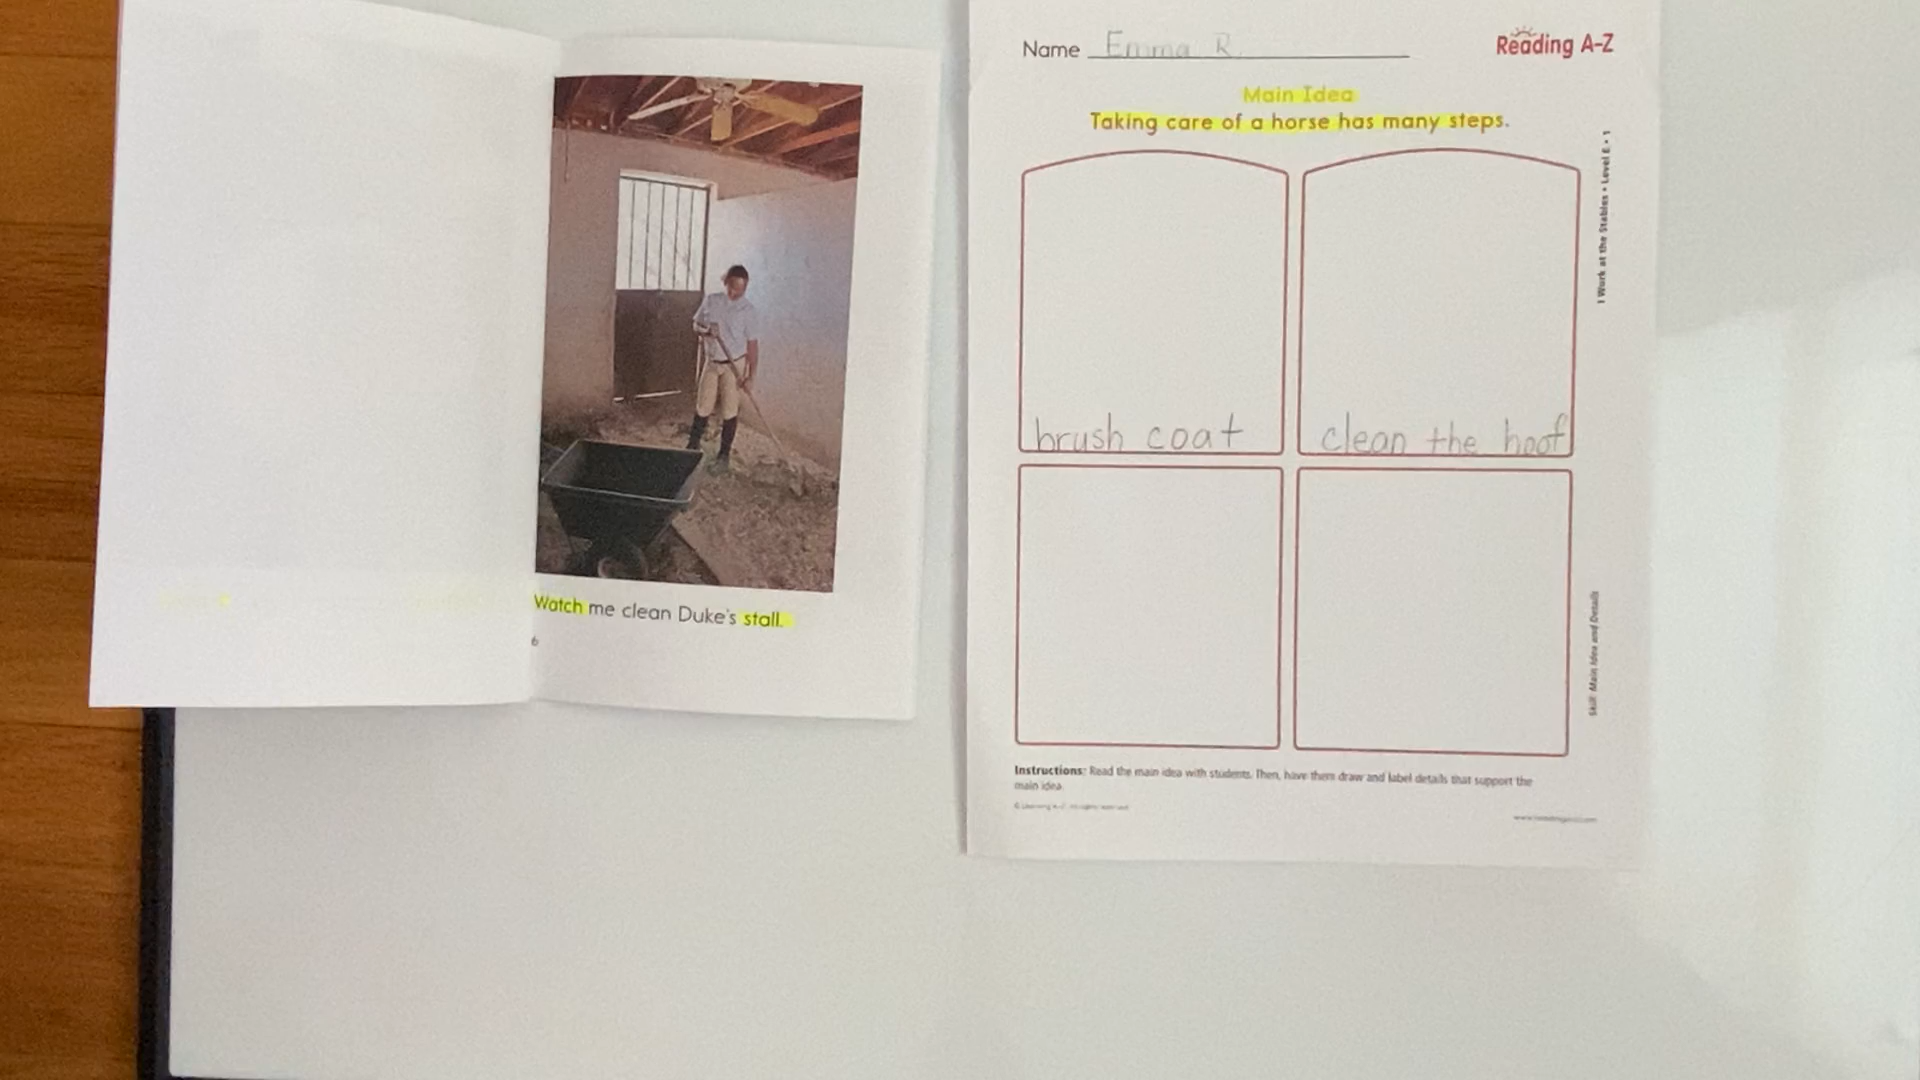 Watch me clean Duke's stall.
6
Name Emma R.
Reading A-Z
Main Idea
Taking care of a horse has many steps.
brush coat
clean the hoof
I Work at the Stables • Level E • 1
Skill: Main Idea and Details
Instructions: Read the main idea with students. Then, have them draw and label details that support the
main idea.